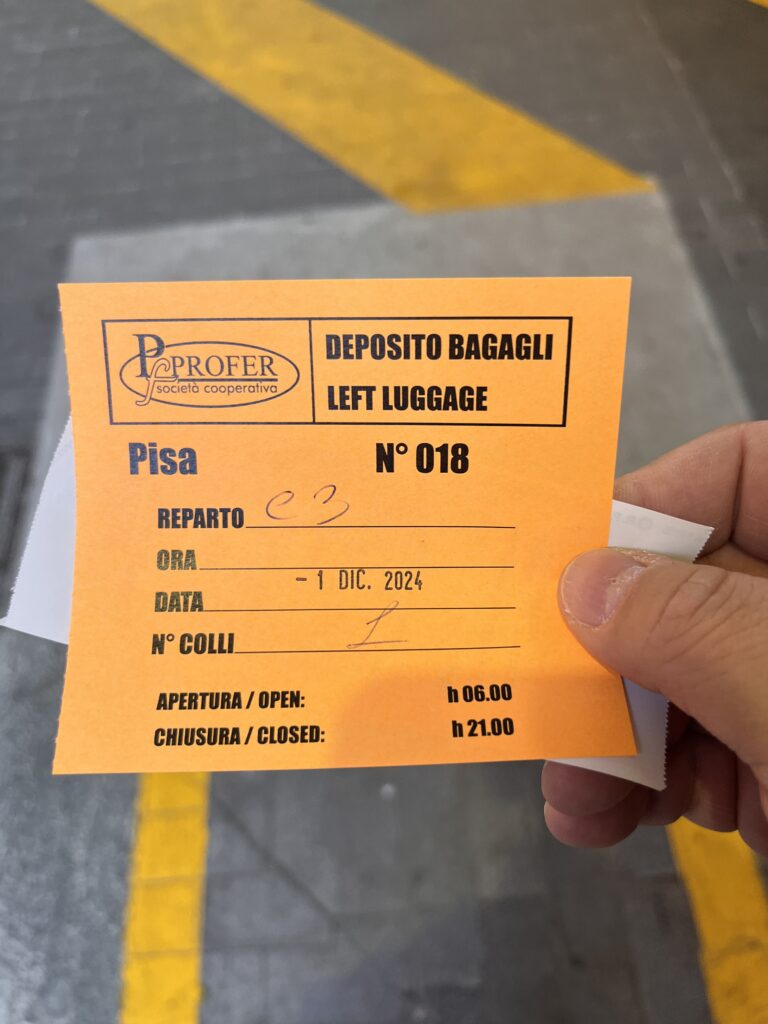 PROFER
società cooperativa
DEPOSITO BAGAGLI
LEFT LUGGAGE
Pisa N° 018
REPARTO C3
ORA
DATA - 1 DIC. 2024
N° COLLI 1
APERTURA / OPEN: h 06.00
CHIUSURA / CLOSED: h 21.00